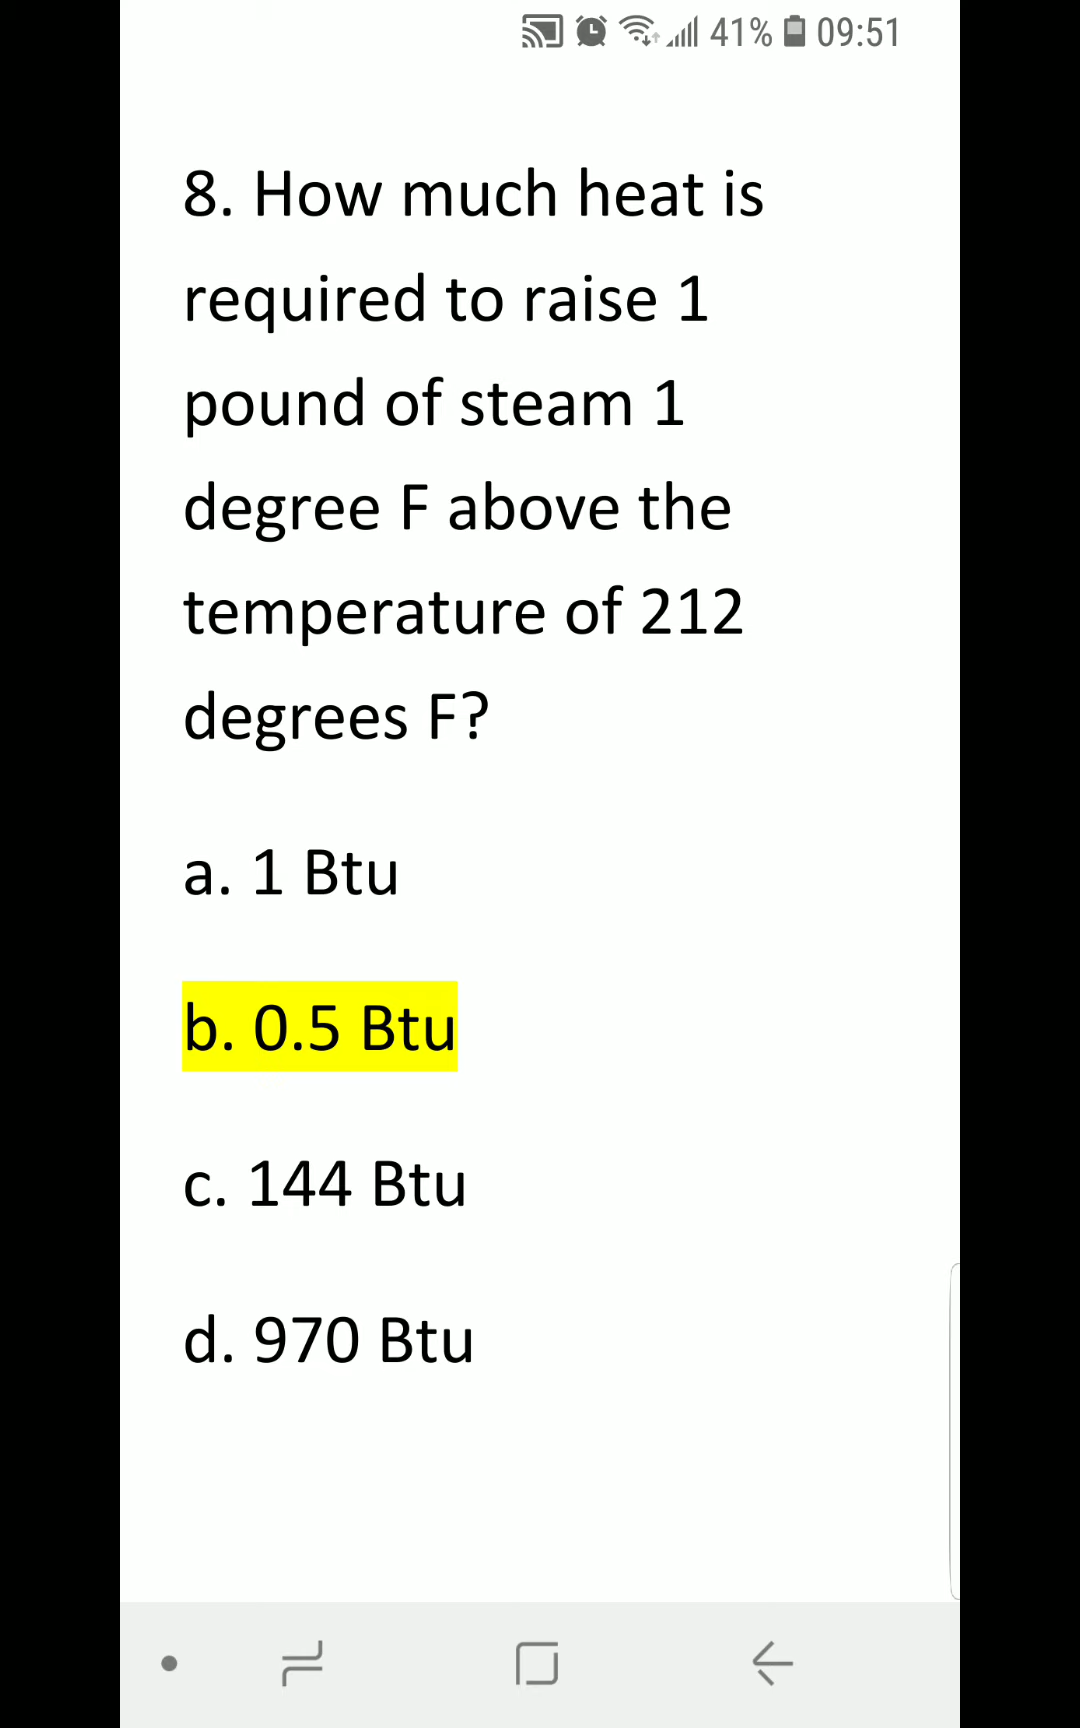 41% 09:51
8. How much heat is
required to raise 1
pound of steam 1
degree F above the
temperature of 212
degrees F?
a. 1 Btu
b. 0.5 Btu
c. 144 Btu
d. 970 Btu